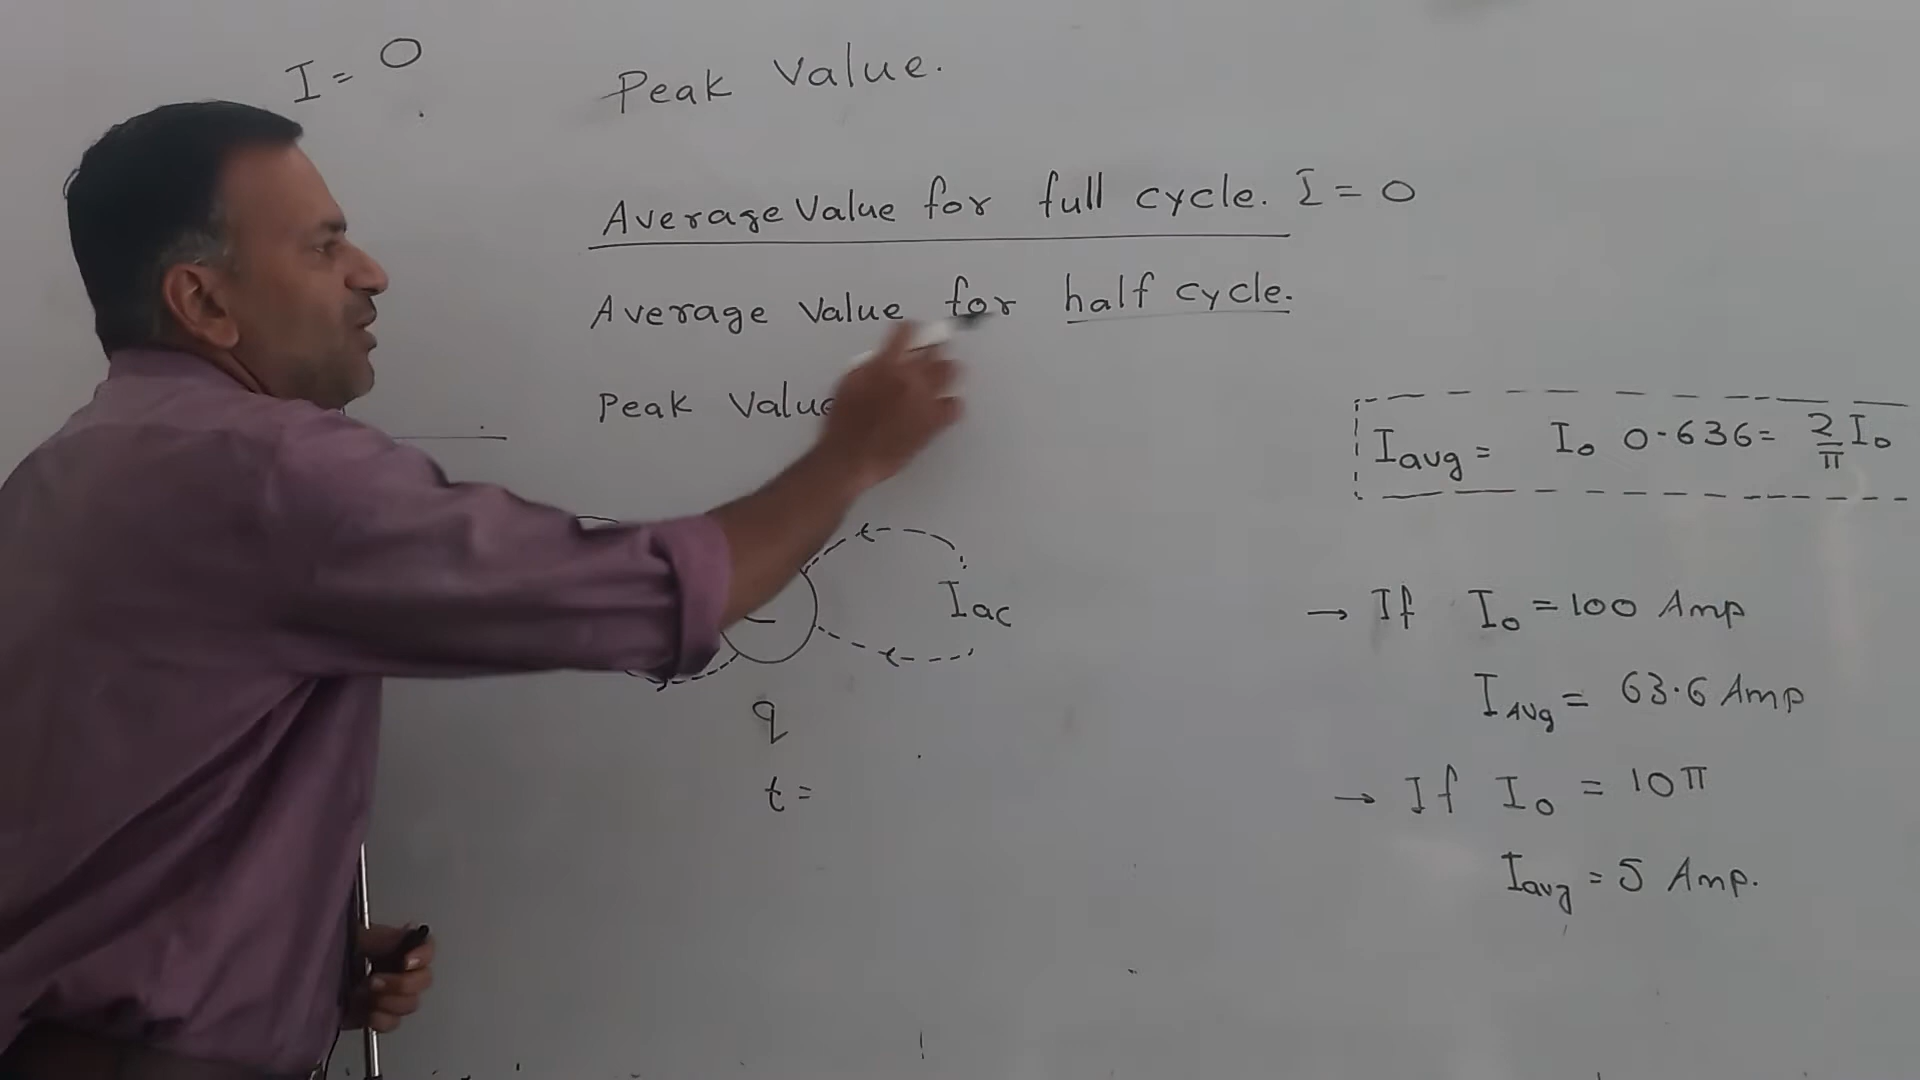 I = 0
Peak Value.
Average Value for full cycle. I = 0
Average Value for half cycle.
Peak Value
Iavg = I₀ 0.636 = 2/π I₀
Iac
→ If I₀ = 100 Amp
IAvg = 63.6 Amp
q
t =
→ If I₀ = 10π
Iavg = 5 Amp.